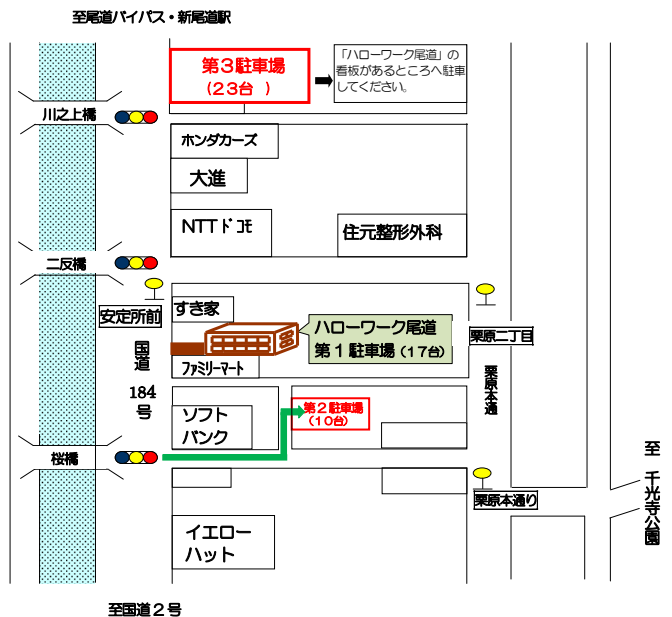 至尾道バイパス・新尾道駅
第３駐車場
（２３台　）
「ハローワーク尾道」の
看板があるところへ駐車
してください。
川之上橋
ホンダカーズ
大進
NTTドコモ
住元整形外科
二反橋
安定所前
すき家
ハローワーク尾道
第１駐車場（１７台）
栗原二丁目
ファミリーマート
国道
184
号
栗原本通
第２駐車場
（１０台）
ソフト
バンク
桜橋
至　千光寺公園
栗原本通り
イエロー
ハット
至国道２号